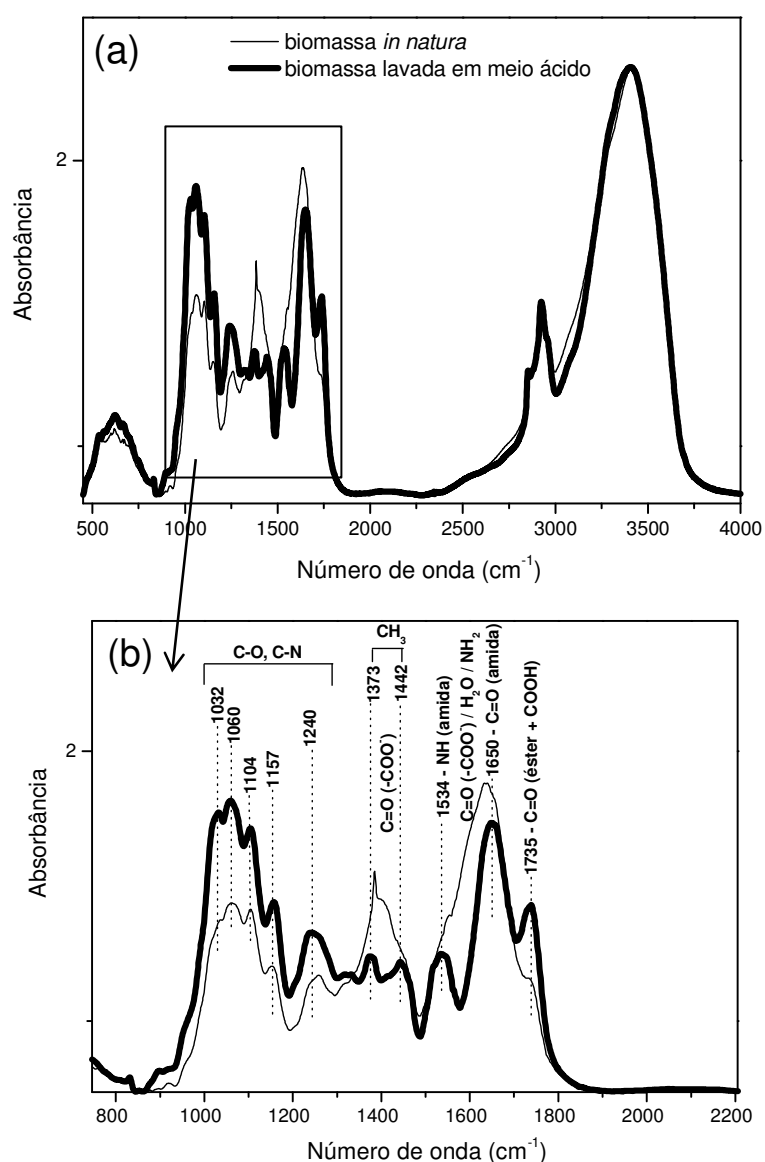 (a)
biomassa in natura
biomassa lavada em meio ácido
2
Absorbância
500 1000 1500 2000 2500 3000 3500 4000
Número de onda (cm-1)
(b)
C-O, C-N
CH3
1032
1060
1104
1157
1240
1373
C=O (-COO-)
1442
1534 - NH (amida)
C=O (-COO-) / H2O / NH2
1650 - C=O (amida)
1735 - C=O (éster + COOH)
2
Absorbância
800 1000 1200 1400 1600 1800 2000 2200
Número de onda (cm-1)